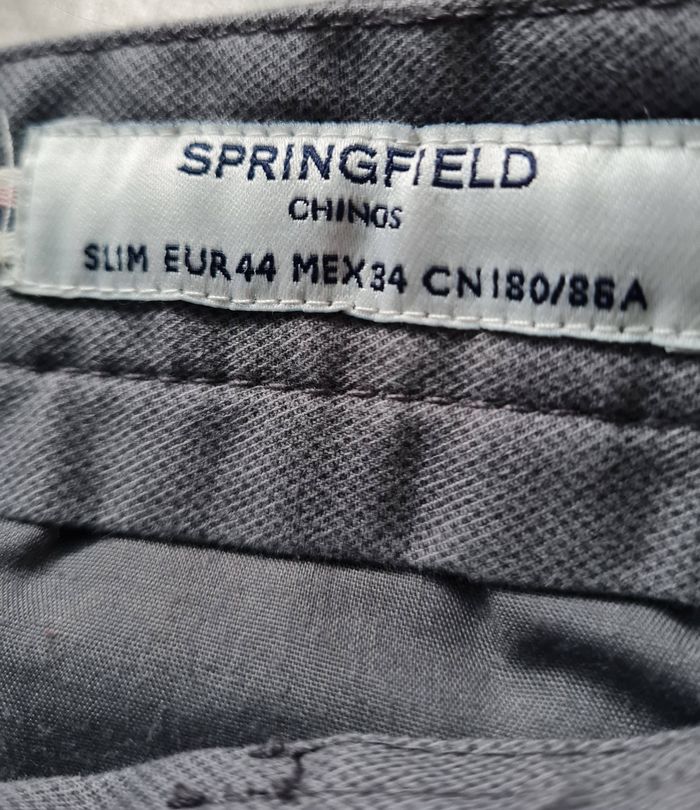 SPRINGFIELD
CHINOS
SLIM EUR44 MEX34 CN180/86A